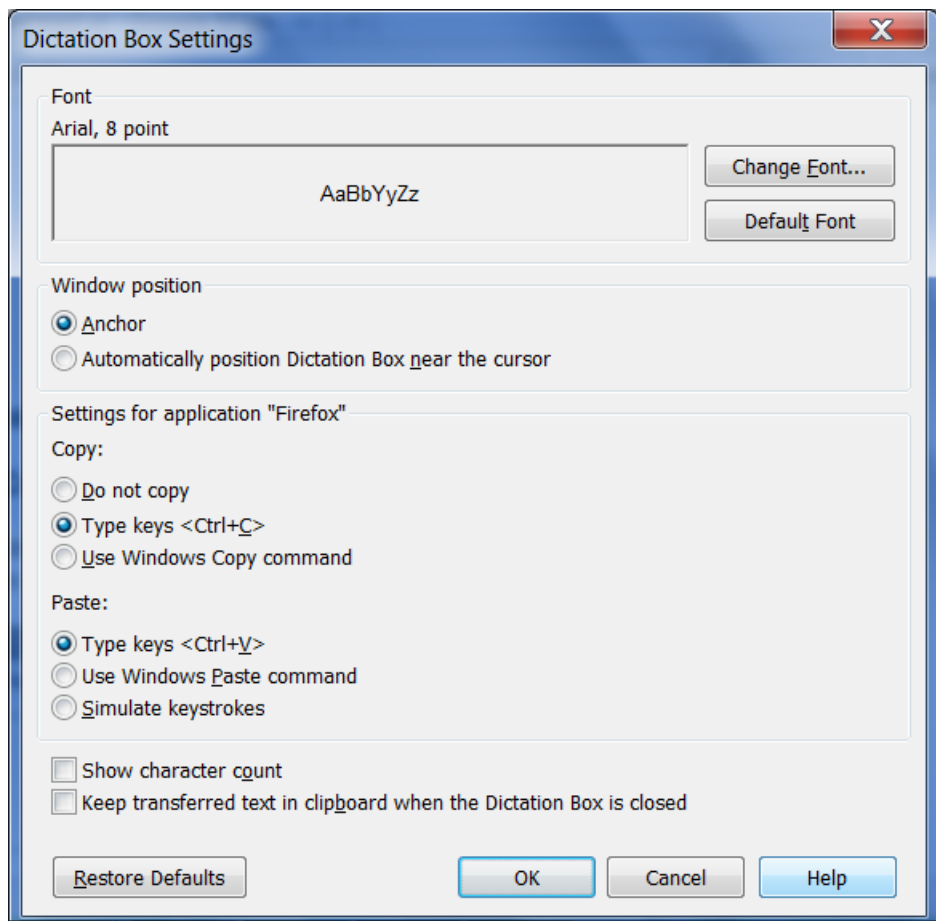 Dictation Box Settings
Font
Arial, 8 point
AaBbYyZz
Change Font...
Default Font
Window position
Anchor
Automatically position Dictation Box near the cursor
Settings for application "Firefox"
Copy:
Do not copy
Type keys <Ctrl+C>
Use Windows Copy command
Paste:
Type keys <Ctrl+V>
Use Windows Paste command
Simulate keystrokes
Show character count
Keep transferred text in clipboard when the Dictation Box is closed
Restore Defaults OK Cancel Help